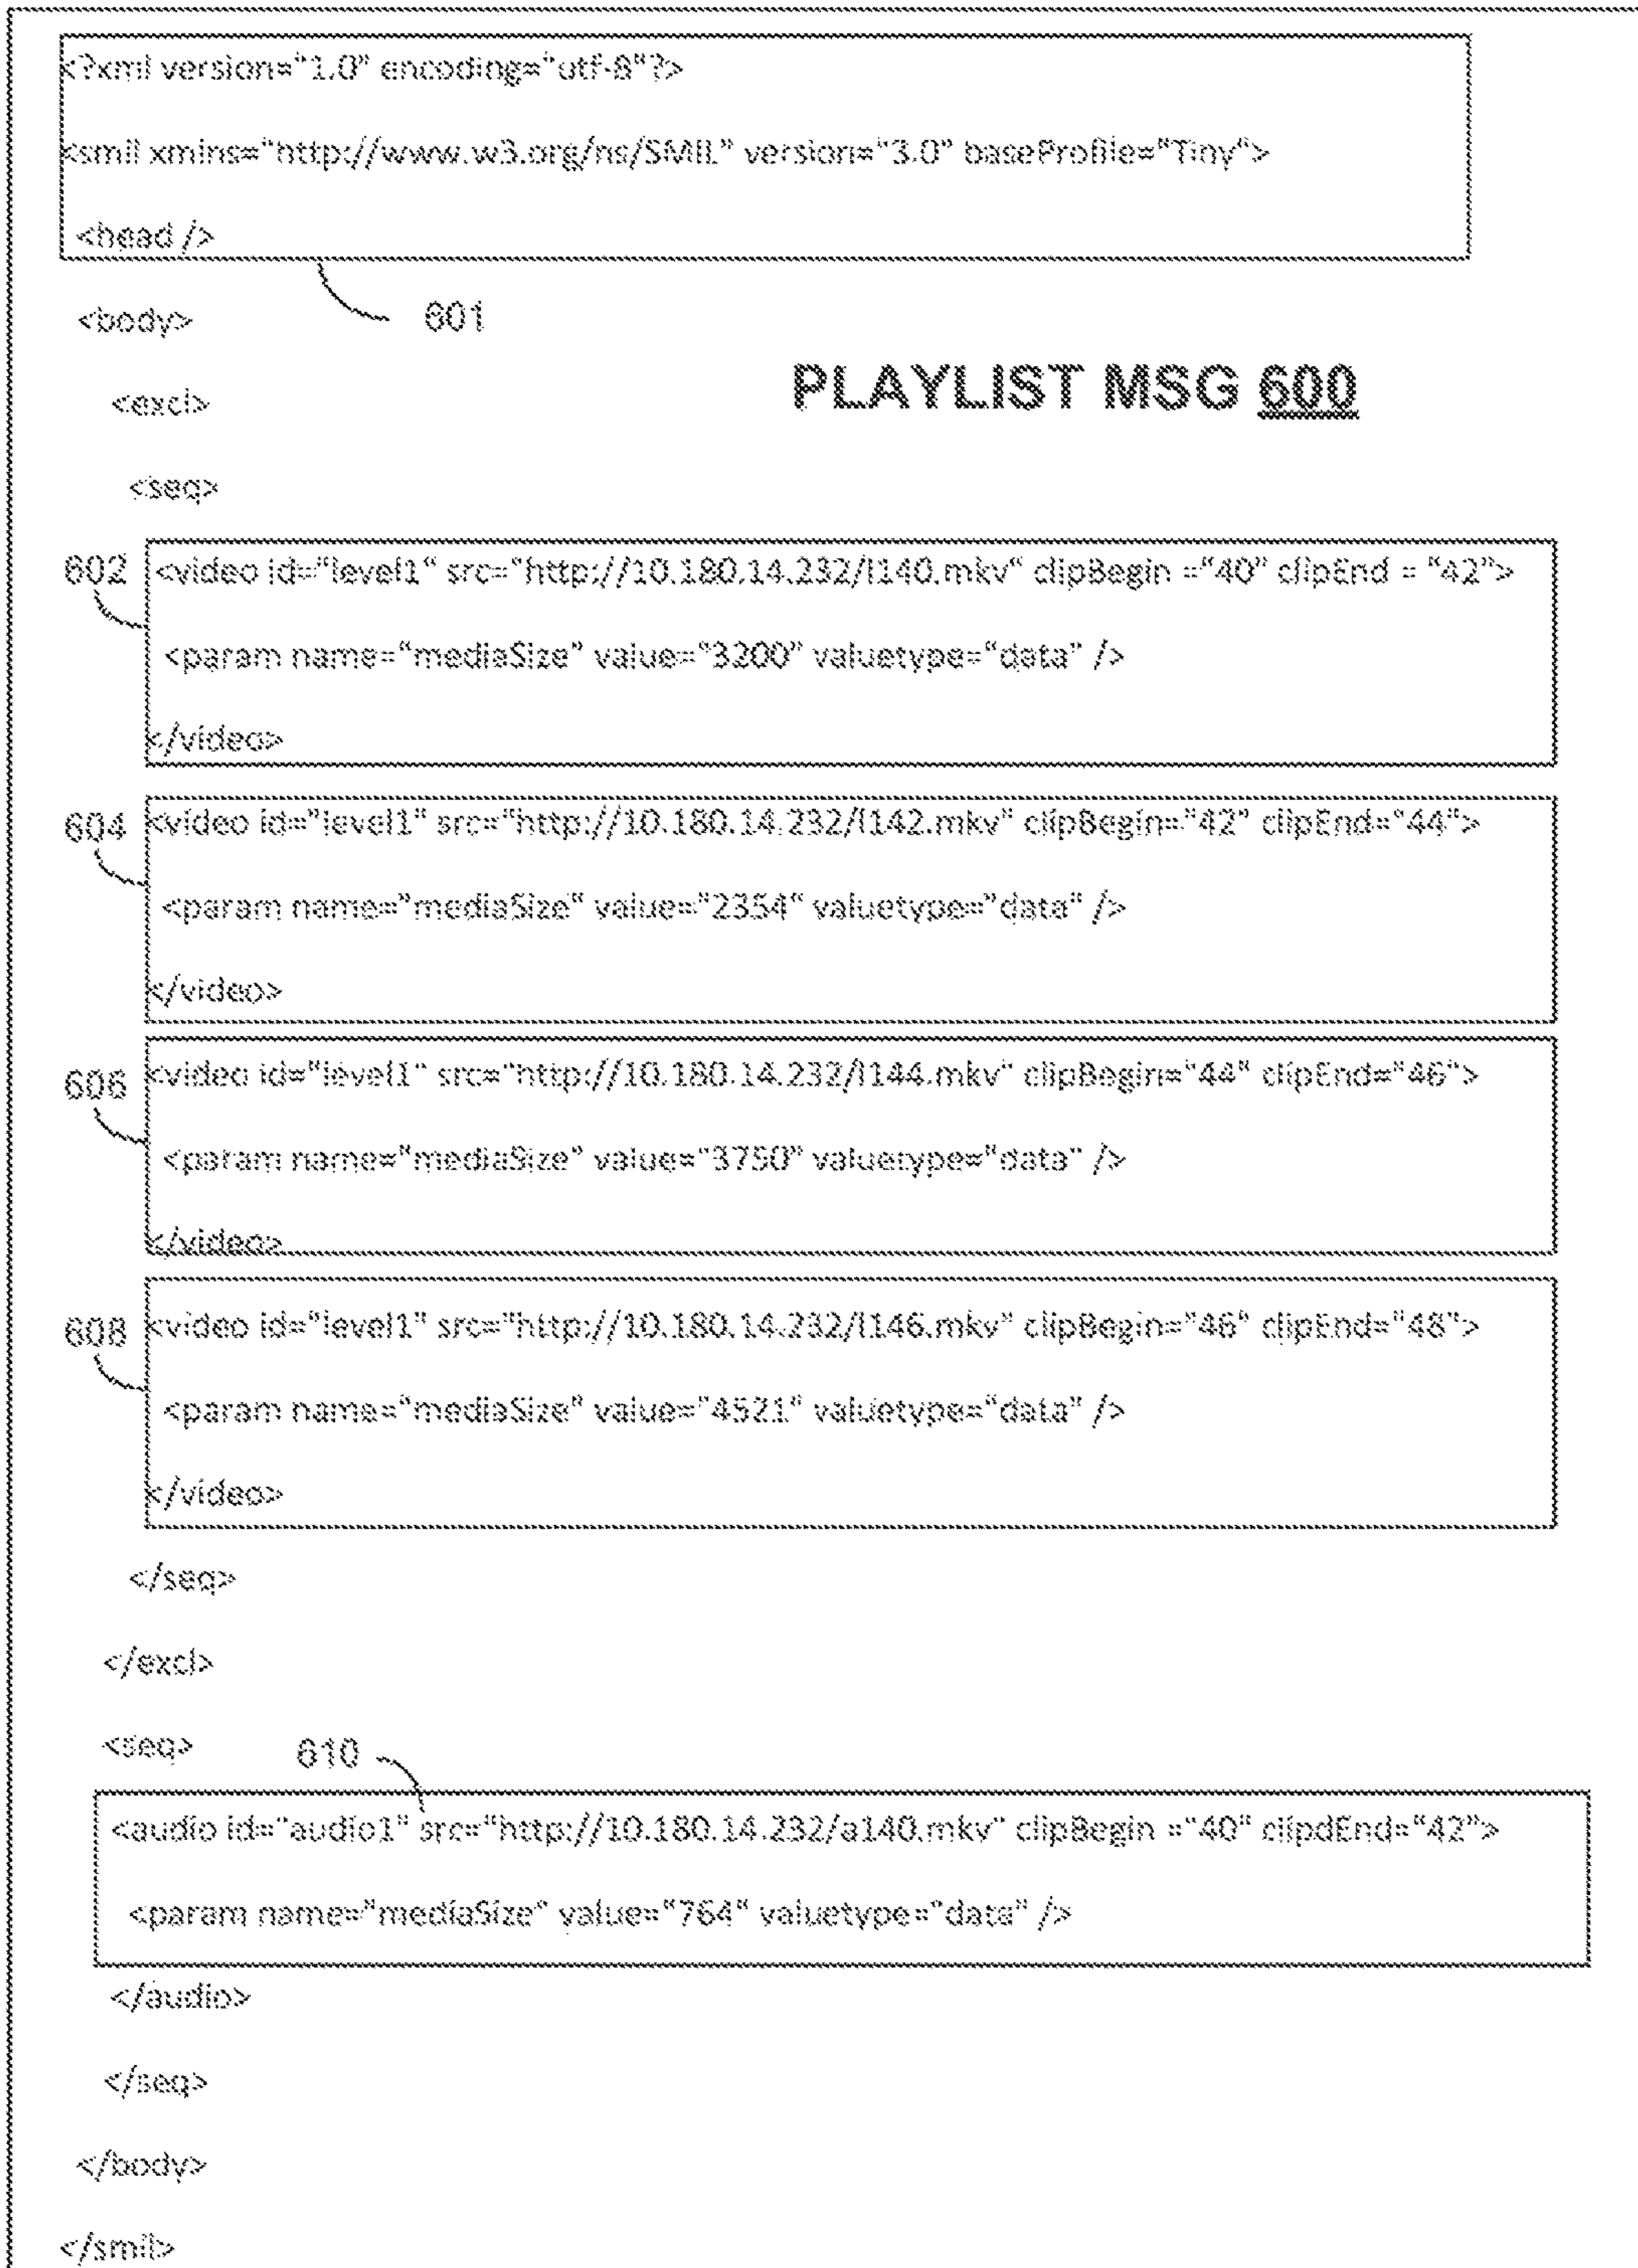 <?xml version="1.0" encoding="utf-8"?>
<smil xmlns="http://www.w3.org/ns/SMIL" version="3.0" baseProfile="Tiny">
<head />
601
<body>
PLAYLIST MSG 600
<excl>
<seq>
602 <video id="level1" src="http://10.180.14.232/l140.mkv" clipBegin ="40" clipEnd = "42">
<param name="mediaSize" value="3200" valuetype="data" />
</video>
604 <video id="level1" src="http://10.180.14.232/l142.mkv" clipBegin="42" clipEnd="44">
<param name="mediaSize" value="2354" valuetype="data" />
</video>
606 <video id="level1" src="http://10.180.14.232/l144.mkv" clipBegin="44" clipEnd="46">
<param name="mediaSize" value="3750" valuetype="data" />
</video>
608 <video id="level1" src="http://10.180.14.232/l146.mkv" clipBegin="46" clipEnd="48">
<param name="mediaSize" value="4521" valuetype="data" />
</video>
</seq>
</excl>
<seq> 610
<audio id="audio1" src="http://10.180.14.232/a140.mkv" clipBegin ="40" clipdEnd="42">
<param name="mediaSize" value="764" valuetype="data" />
</audio>
</seq>
</body>
</smil>